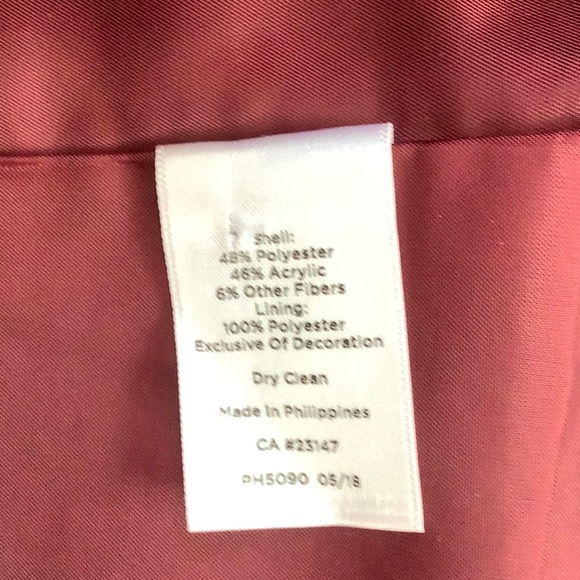 Shell:
48% Polyester
46% Acrylic
6% Other Fibers
Lining:
100% Polyester
Exclusive Of Decoration
Dry Clean
Made In Philippines
CA #23147
PH5090 05/18